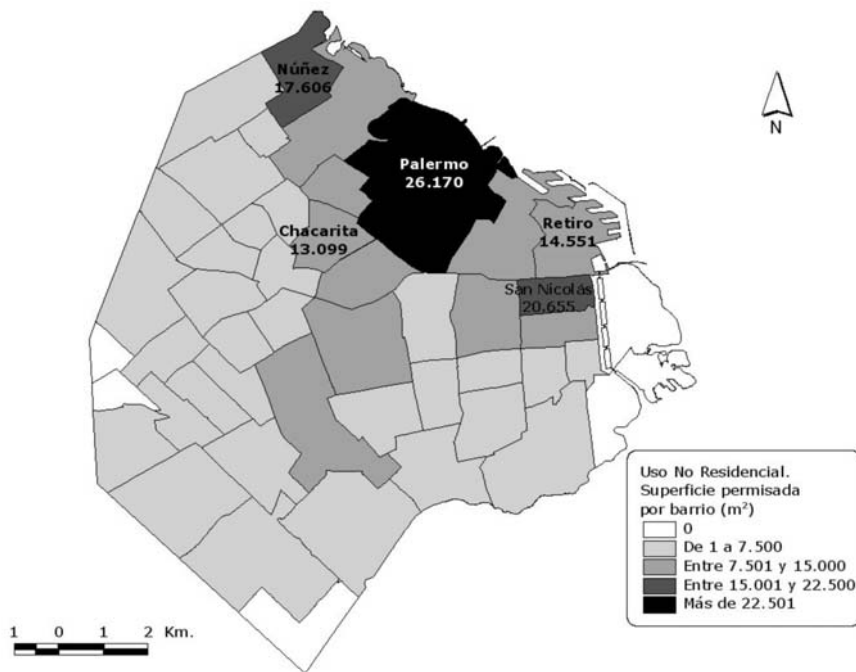 Núñez
17.606
N
Palermo
26.170
Chacarita
13.099
Retiro
14.551
San Nicolás
20.655
Uso No Residencial.
Superficie permisada
por barrio (m²)
0
De 1 a 7.500
Entre 7.501 y 15.000
Entre 15.001 y 22.500
Más de 22.501
1 0 1 2 Km.